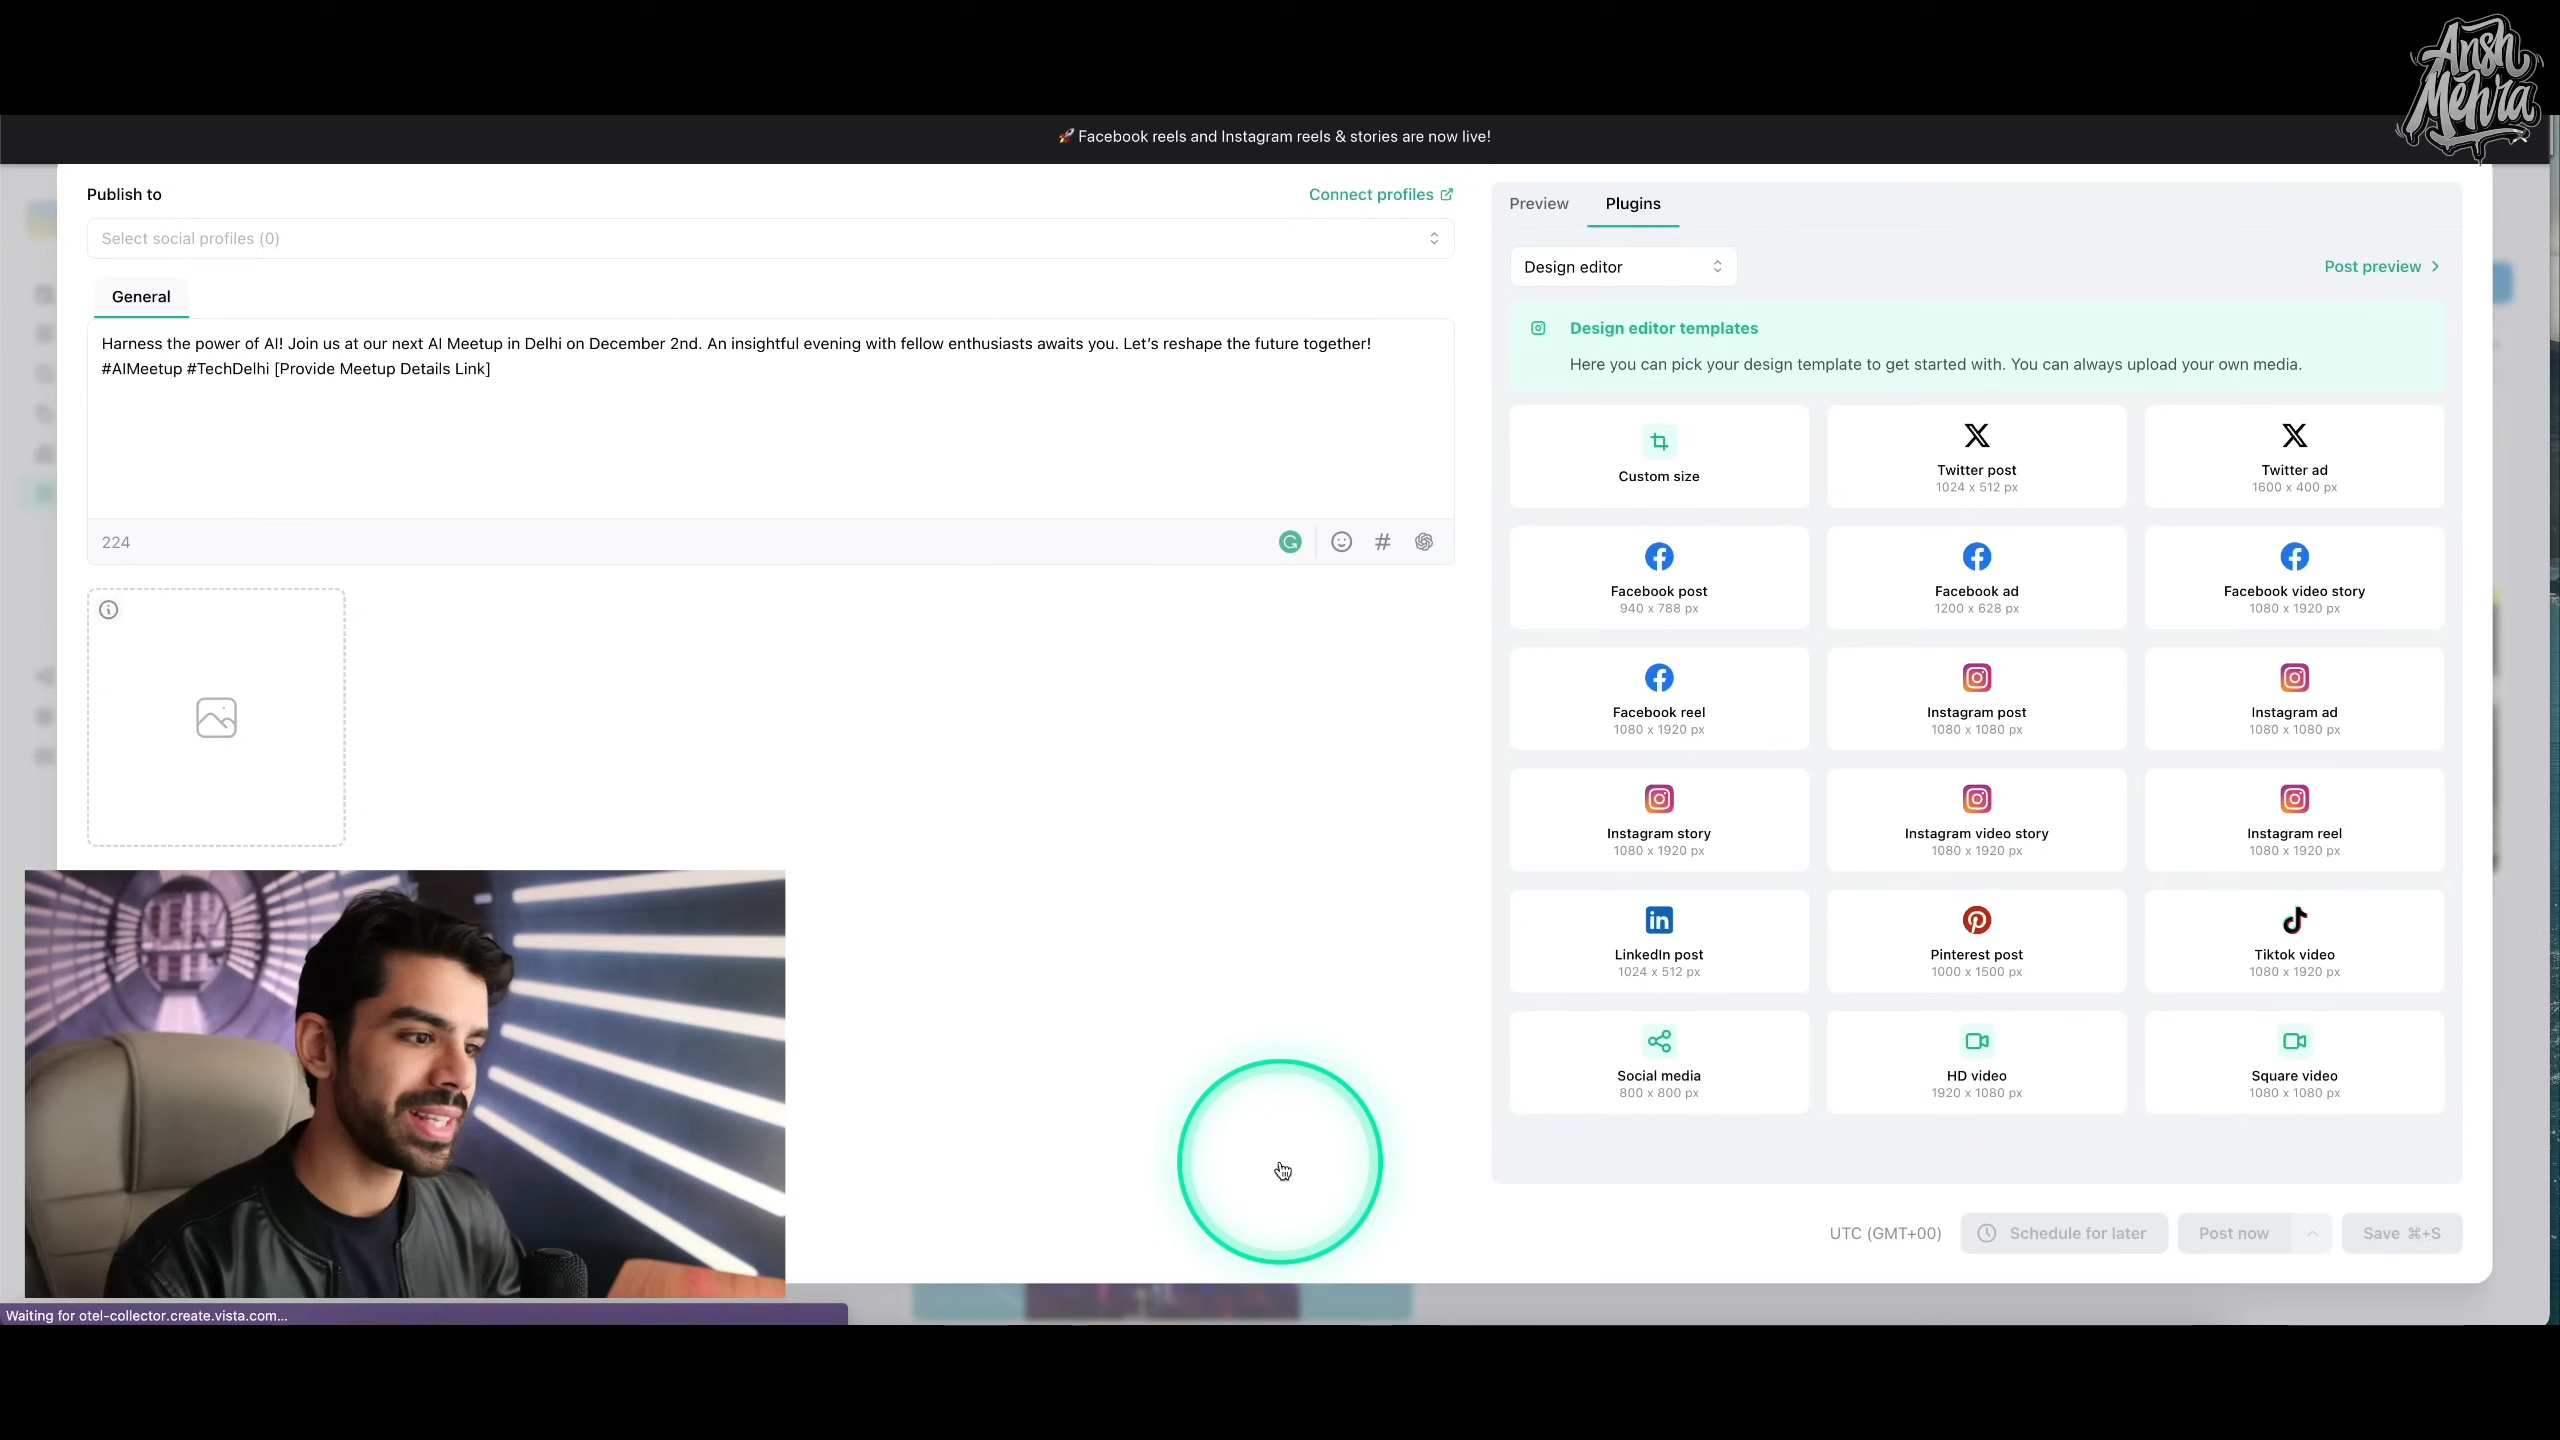 Ansh
Mehra
🚀 Facebook reels and Instagram reels & stories are now live!
Publish to
Connect profiles
Select social profiles (0)
General
Harness the power of AI! Join us at our next AI Meetup in Delhi on December 2nd. An insightful evening with fellow enthusiasts awaits you. Let's reshape the future together!
#AIMeetup #TechDelhi [Provide Meetup Details Link]
224
Preview
Plugins
Design editor
Post preview
Design editor templates
Here you can pick your design template to get started with. You can always upload your own media.
Custom size
Twitter post
1024 x 512 px
Twitter ad
1600 x 400 px
Facebook post
940 x 788 px
Facebook ad
1200 x 628 px
Facebook video story
1080 x 1920 px
Facebook reel
1080 x 1920 px
Instagram post
1080 x 1080 px
Instagram ad
1080 x 1080 px
Instagram story
1080 x 1920 px
Instagram video story
1080 x 1920 px
Instagram reel
1080 x 1920 px
LinkedIn post
1024 x 512 px
Pinterest post
1000 x 1500 px
Tiktok video
1080 x 1920 px
Social media
800 x 800 px
HD video
1920 x 1080 px
Square video
1080 x 1080 px
UTC (GMT+00)
Schedule for later
Post now
Save ⌘+S
Waiting for otel-collector.create.vista.com...